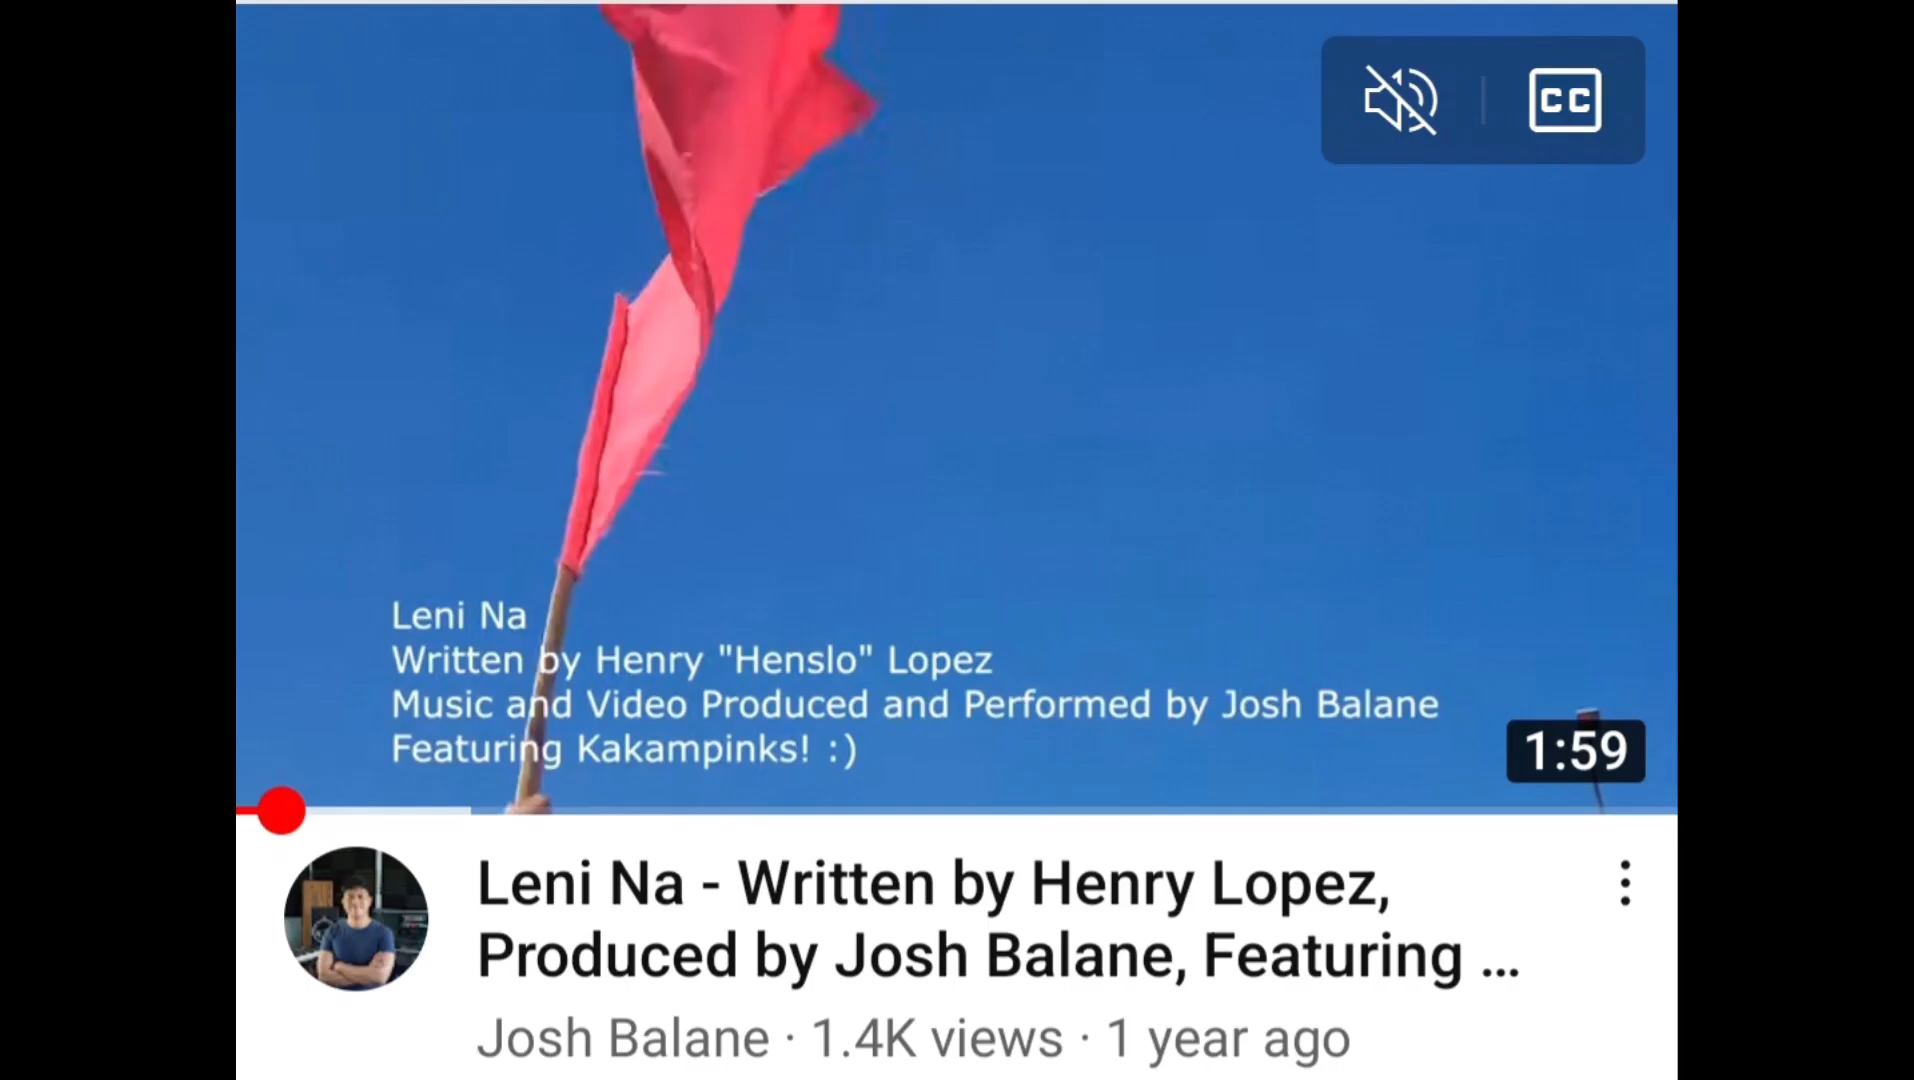 CC
Leni Na
Written by Henry "Henslo" Lopez
Music and Video Produced and Performed by Josh Balane
Featuring Kakampinks! :)
1:59
Leni Na - Written by Henry Lopez,
Produced by Josh Balane, Featuring ...
Josh Balane · 1.4K views · 1 year ago